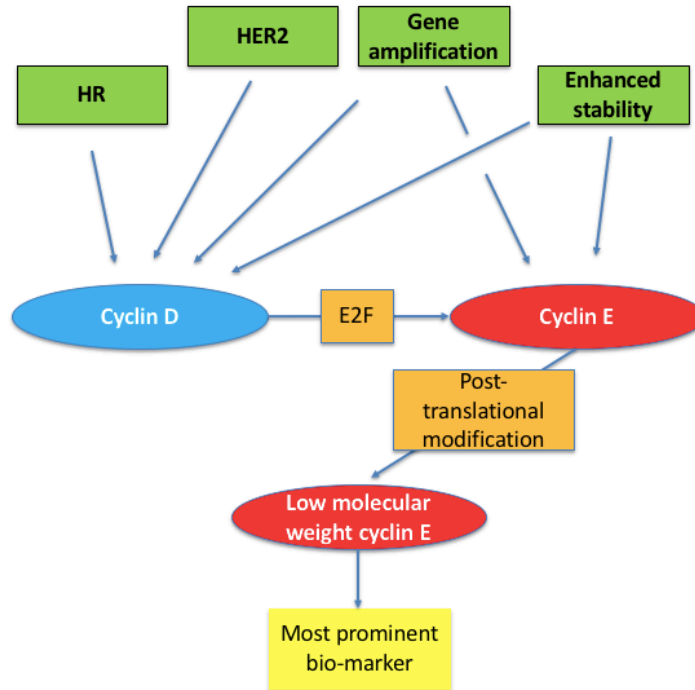 HER2
Gene
amplification
HR
Enhanced
stability
Cyclin D
E2F
Cyclin E
Post-
translational
modification
Low molecular
weight cyclin E
Most prominent
bio-marker